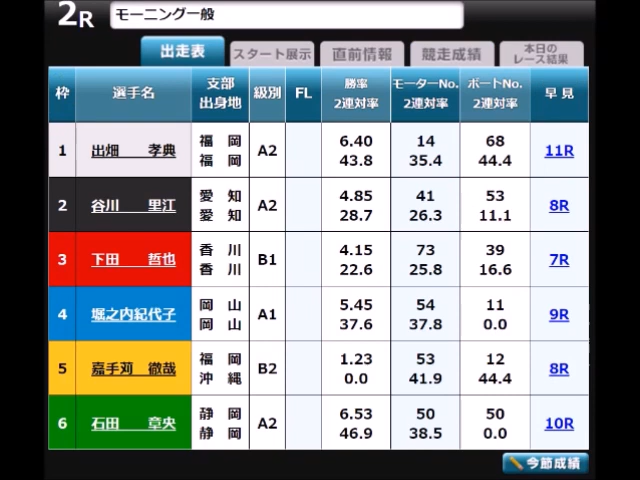 2R モーニング一般
出走表 スタート展示 直前情報 競走成績 本日の
レース結果
枠 選手名 支部 級別 FL 勝率 モーターNo. ボートNo. 早見
出身地 2連対率 2連対率 2連対率
1 出畑 孝典 福岡 A2 6.40 14 68 11R
福岡 43.8 35.4 44.4
2 谷川 里江 愛知 A2 4.85 41 53 8R
愛知 28.7 26.3 11.1
3 下田 哲也 香川 B1 4.15 73 39 7R
香川 22.6 25.8 16.6
4 堀之内紀代子 岡山 A1 5.45 54 11 9R
岡山 37.6 37.8 0.0
5 嘉手苅 徹哉 福岡 B2 1.23 53 12 8R
沖縄 0.0 41.9 44.4
6 石田 章央 静岡 A2 6.53 50 50 10R
静岡 46.9 38.5 0.0
今節成績